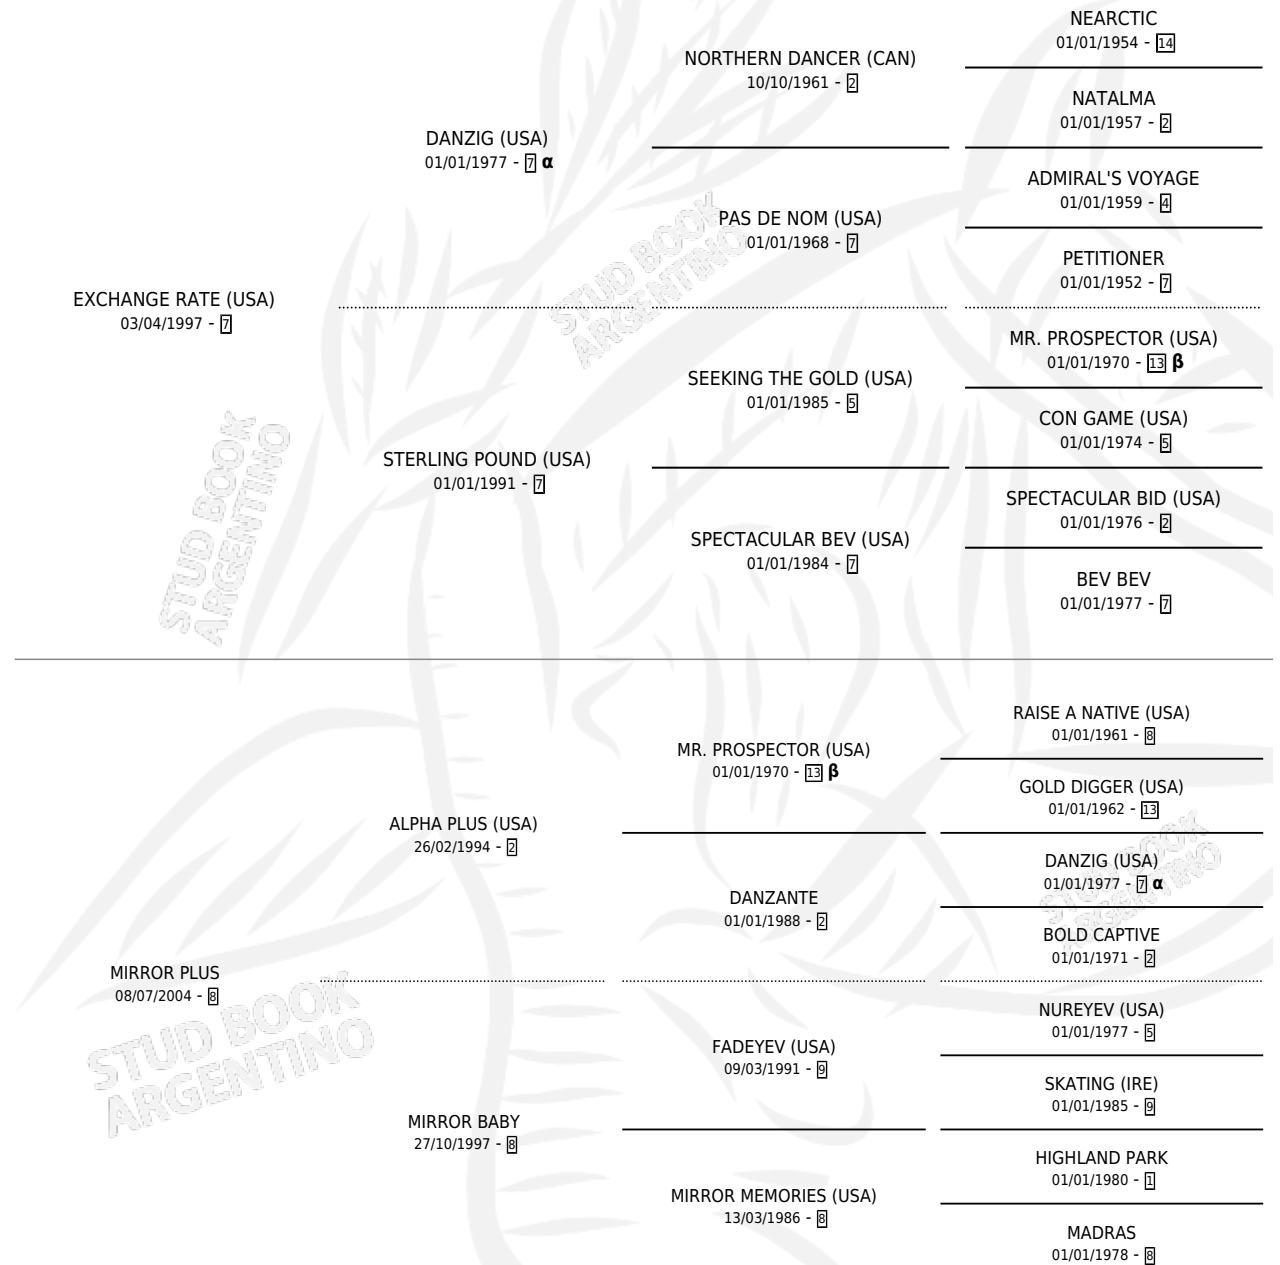 NEARCTIC
01/01/1954 - 14
NORTHERN DANCER (CAN)
10/10/1961 - 2
NATALMA
01/01/1957 - 2
DANZIG (USA)
01/01/1977 - 7 α
ADMIRAL'S VOYAGE
01/01/1959 - 4
PAS DE NOM (USA)
01/01/1968 - 7
PETITIONER
01/01/1952 - 7
EXCHANGE RATE (USA)
03/04/1997 - 7
MR. PROSPECTOR (USA)
01/01/1970 - 13 β
SEEKING THE GOLD (USA)
01/01/1985 - 5
CON GAME (USA)
01/01/1974 - 5
STERLING POUND (USA)
01/01/1991 - 7
SPECTACULAR BID (USA)
01/01/1976 - 2
SPECTACULAR BEV (USA)
01/01/1984 - 7
BEV BEV
01/01/1977 - 7
RAISE A NATIVE (USA)
01/01/1961 - 8
MR. PROSPECTOR (USA)
01/01/1970 - 13 β
GOLD DIGGER (USA)
01/01/1962 - 13
ALPHA PLUS (USA)
26/02/1994 - 2
DANZIG (USA)
01/01/1977 - 7 α
DANZANTE
01/01/1988 - 2
BOLD CAPTIVE
01/01/1971 - 2
MIRROR PLUS
08/07/2004 - 8
NUREYEV (USA)
01/01/1977 - 5
FADEYEV (USA)
09/03/1991 - 9
SKATING (IRE)
01/01/1985 - 9
MIRROR BABY
27/10/1997 - 8
HIGHLAND PARK
01/01/1980 - 1
MIRROR MEMORIES (USA)
13/03/1986 - 8
MADRAS
01/01/1978 - 8
STUD BOOK
ARGENTINO
STUD BOOK
ARGENTINO
STUD BOOK
ARGENTINO
STUD BOOK
ARGENTINO